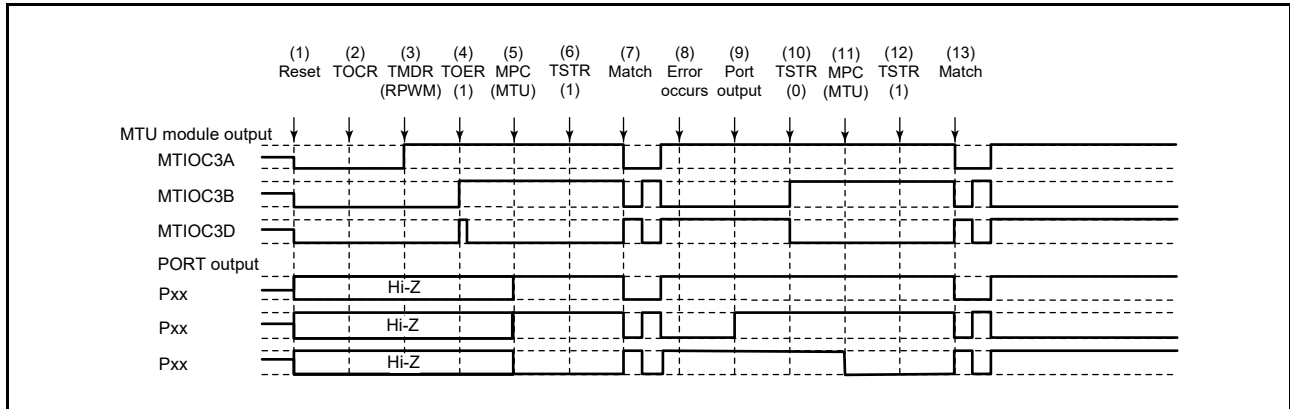 (1) (2) (3) (4) (5) (6) (7) (8) (9) (10) (11) (12) (13)
Reset TOCR TMDR TOER MPC TSTR Match Error Port TSTR MPC TSTR Match
(RPWM) (1) (MTU) (1) occurs output (0) (MTU) (1)
MTU module output
MTIOC3A
MTIOC3B
MTIOC3D
PORT output
Pxx Hi-Z
Pxx Hi-Z
Pxx Hi-Z